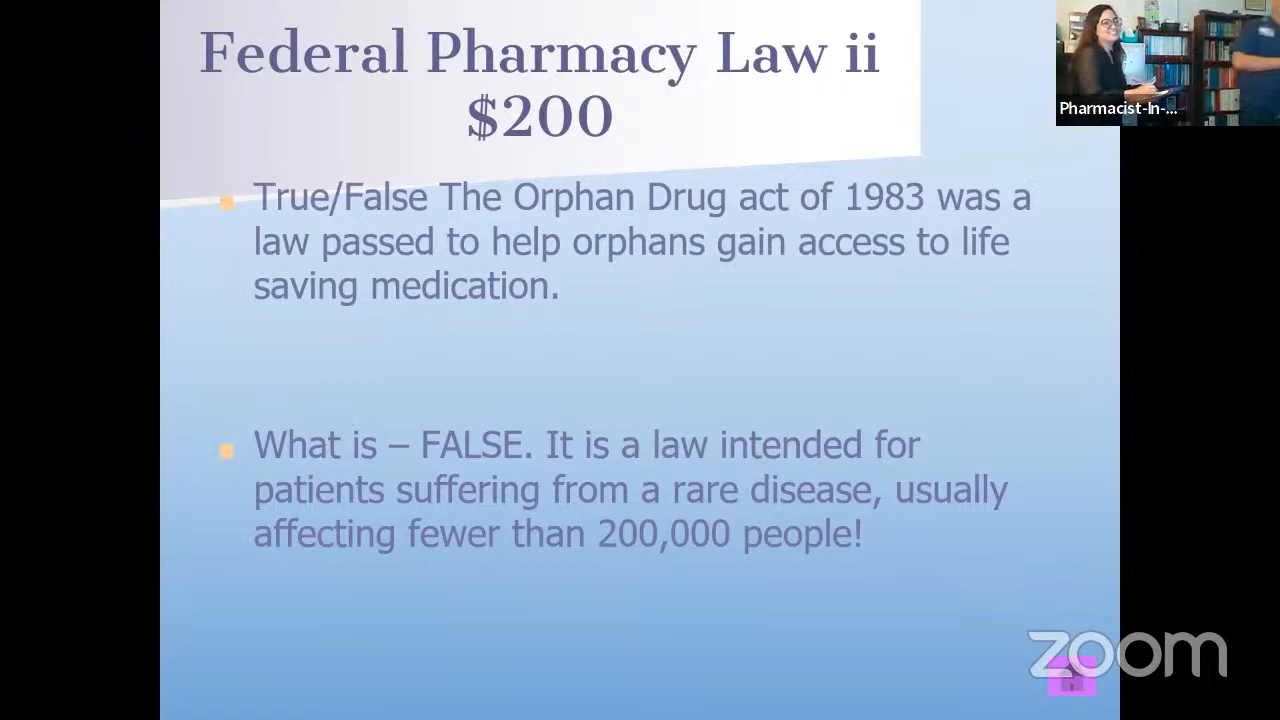 Federal Pharmacy Law ii
$200
True/False The Orphan Drug act of 1983 was a
law passed to help orphans gain access to life
saving medication.
What is – FALSE. It is a law intended for
patients suffering from a rare disease, usually
affecting fewer than 200,000 people!
Pharmacist-In-...
zoom